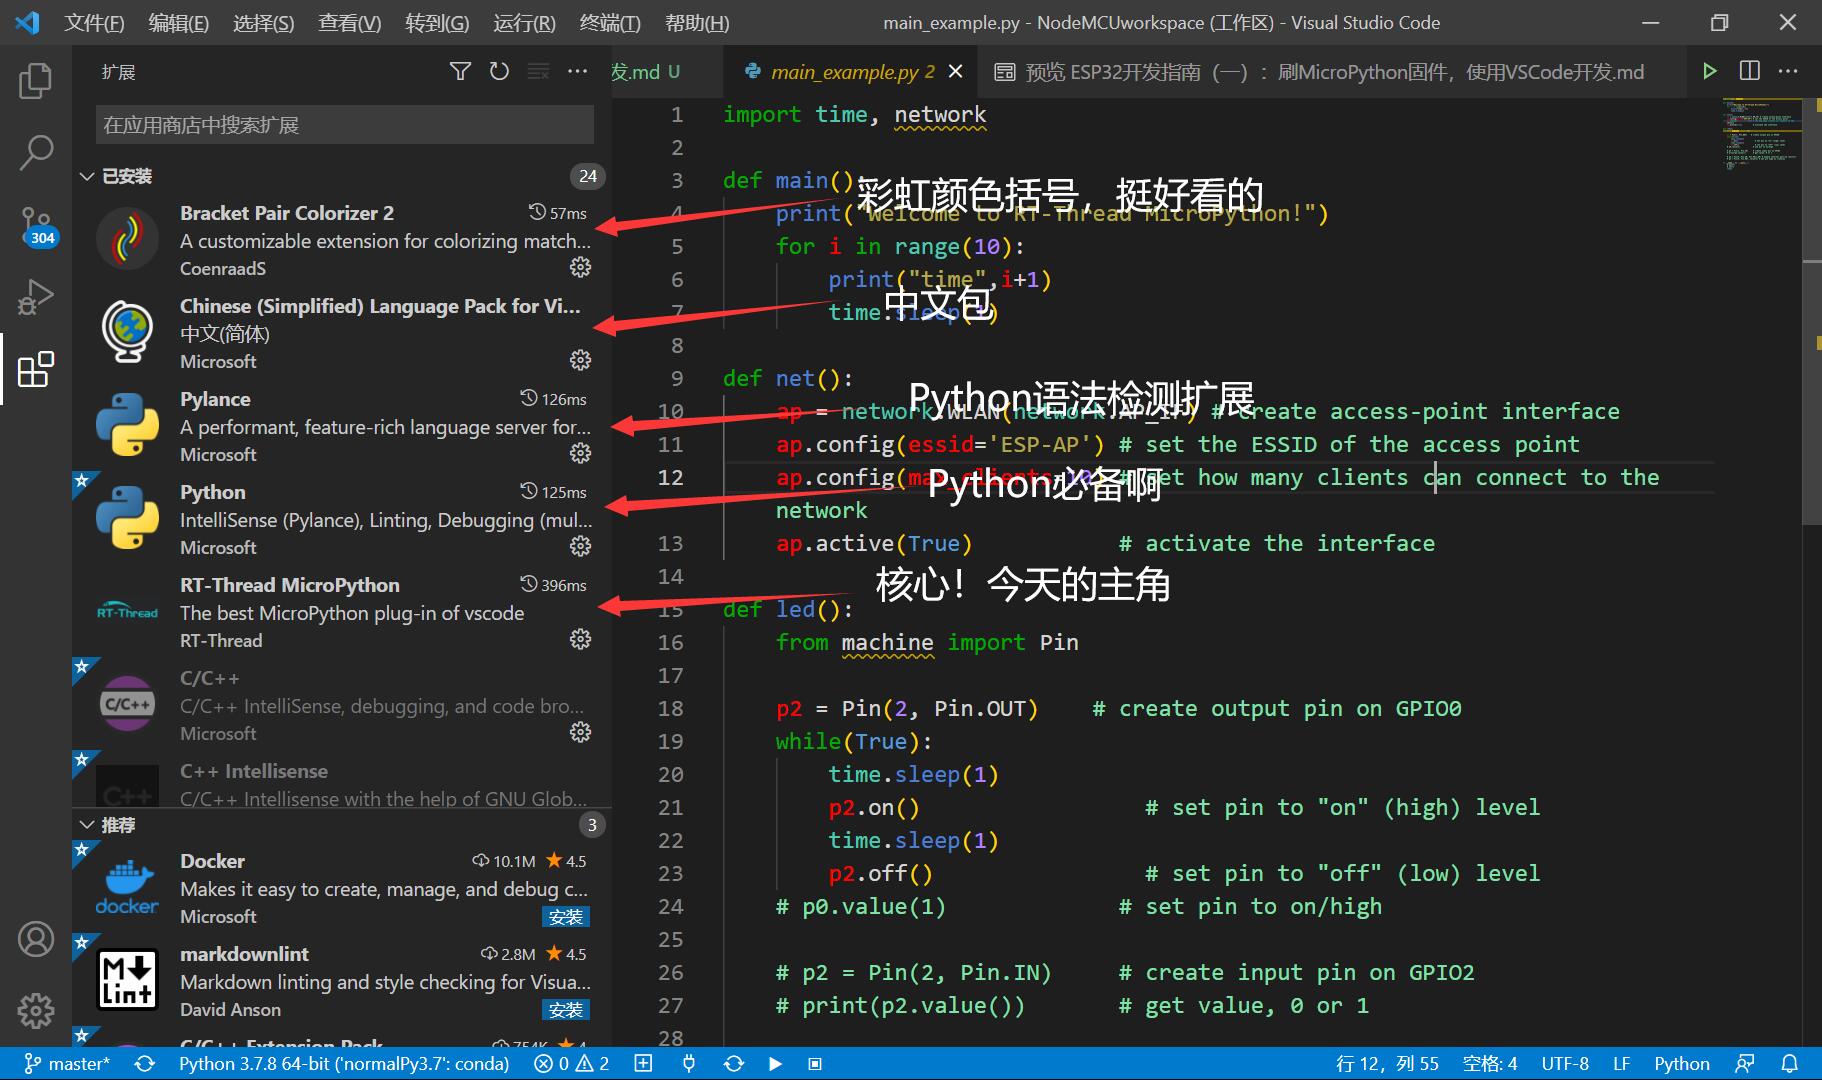 文件(F) 编辑(E) 选择(S) 查看(V) 转到(G) 运行(R) 终端(T) 帮助(H) main_example.py - NodeMCUworkspace (工作区) - Visual Studio Code
扩展
发.md U
main_example.py 2
预览 ESP32开发指南（一）：刷MicroPython固件，使用VSCode开发.md
在应用商店中搜索扩展
已安装 24
Bracket Pair Colorizer 2 57ms
A customizable extension for colorizing match...
CoenraadS
Chinese (Simplified) Language Pack for Vi...
中文(简体)
Microsoft
Pylance 126ms
A performant, feature-rich language server for...
Microsoft
Python 125ms
IntelliSense (Pylance), Linting, Debugging (mul...
Microsoft
RT-Thread
RT-Thread MicroPython 396ms
The best MicroPython plug-in of vscode
RT-Thread
C/C++
C/C++
C/C++ IntelliSense, debugging, and code bro...
Microsoft
C++
C++ Intellisense
C/C++ Intellisense with the help of GNU Glob...
推荐 3
docker
Docker 10.1M 4.5
Makes it easy to create, manage, and debug c...
Microsoft 安装
M Lint
markdownlint 2.8M 4.5
Markdown linting and style checking for Visua...
David Anson 安装
C/C++ Extension Pack 754K 4
304
1 import time, network
2
3 def main():
彩虹颜色括号，挺好看的
4 print("Welcome to RT-Thread MicroPython!")
5 for i in range(10):
6 print("time",i+1)
中文包
7 time.sleep(1)
8
9 def net():
Python语法检测扩展
10 ap = network.WLAN(network.AP_IF) # create access-point interface
11 ap.config(essid='ESP-AP') # set the ESSID of the access point
Python必备啊
12 ap.config(max_clients=10) # set how many clients can connect to the
network
13 ap.active(True) # activate the interface
14
核心！今天的主角
15 def led():
16 from machine import Pin
17
18 p2 = Pin(2, Pin.OUT) # create output pin on GPIO0
19 while(True):
20 time.sleep(1)
21 p2.on() # set pin to "on" (high) level
22 time.sleep(1)
23 p2.off() # set pin to "off" (low) level
24 # p0.value(1) # set pin to on/high
25
26 # p2 = Pin(2, Pin.IN) # create input pin on GPIO2
27 # print(p2.value()) # get value, 0 or 1
28
master* Python 3.7.8 64-bit ('normalPy3.7': conda) 0 2 行 12，列 55 空格: 4 UTF-8 LF Python